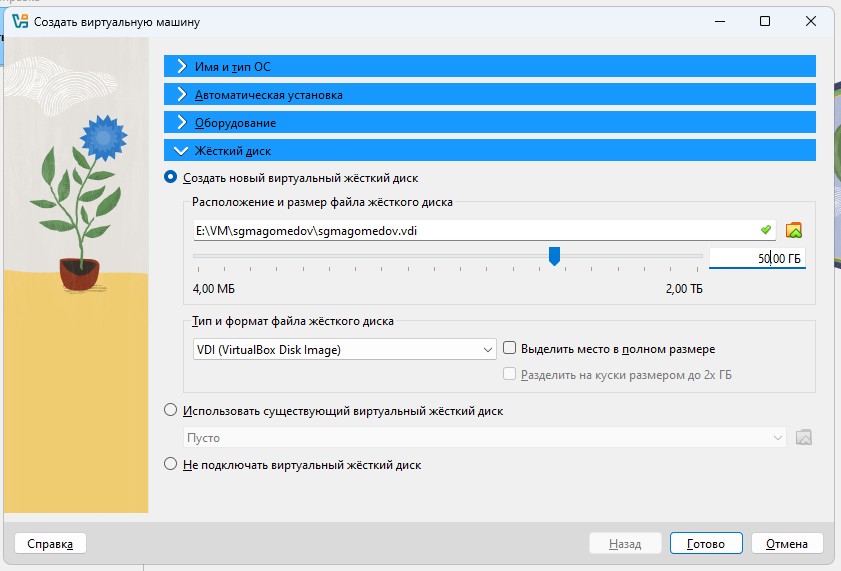 Создать виртуальную машину
Имя и тип ОС
Автоматическая установка
Оборудование
Жёсткий диск
Создать новый виртуальный жёсткий диск
Расположение и размер файла жёсткого диска
E:\VM\sgmagomedov\sgmagomedov.vdi
50,00 ГБ
4,00 МБ
2,00 ТБ
Тип и формат файла жёсткого диска
VDI (VirtualBox Disk Image)
Выделить место в полном размере
Разделить на куски размером до 2х ГБ
Использовать существующий виртуальный жёсткий диск
Пусто
Не подключать виртуальный жёсткий диск
Справка
Назад
Готово
Отмена